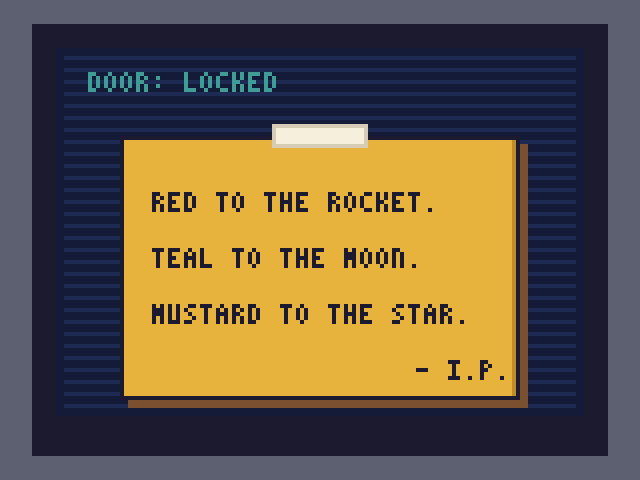 DOOR: LOCKED
RED TO THE ROCKET.
TEAL TO THE MOON.
MUSTARD TO THE STAR.
- I.P.